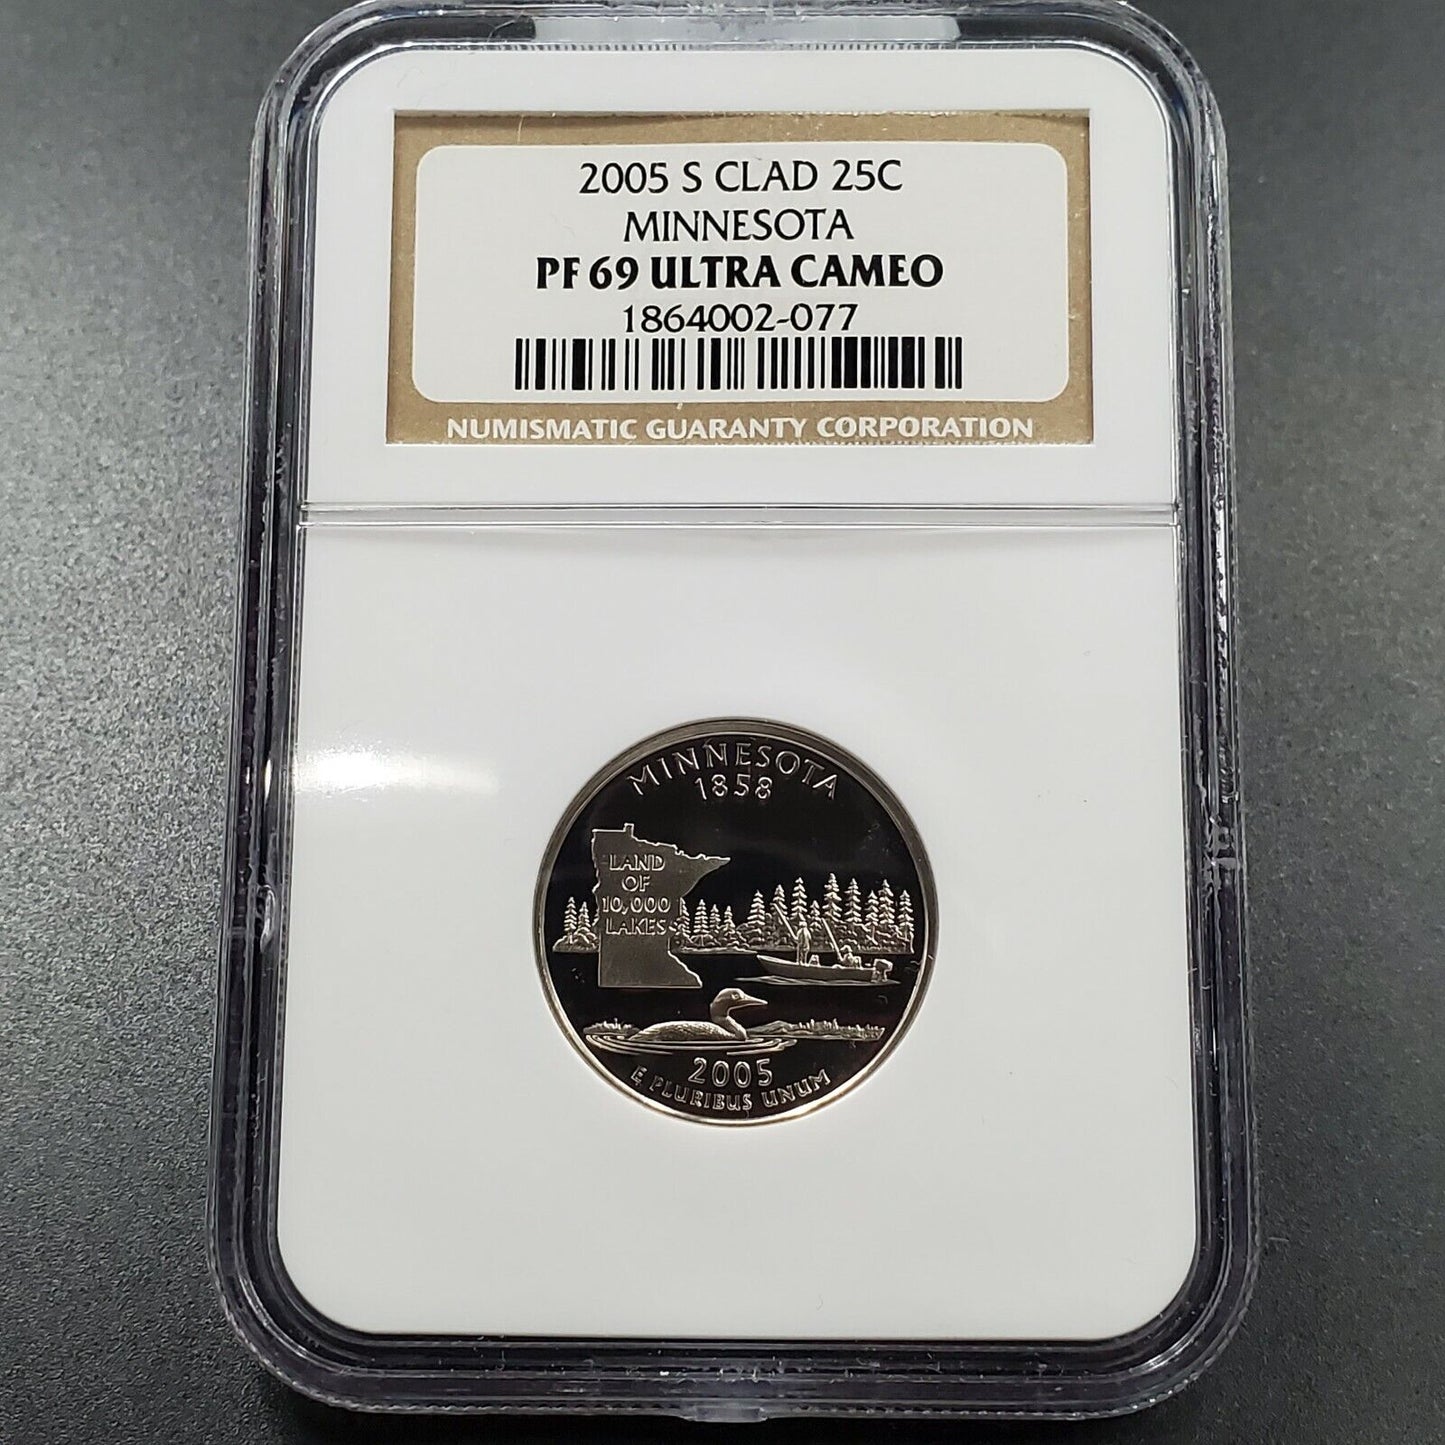 2005 S CLAD 25C
MINNESOTA
PF 69 ULTRA CAMEO
1864002-077
NUMISMATIC GUARANTY CORPORATION
MINNESOTA
1858
LAND
OF
10,000
LAKES
2005
E PLURIBUS UNUM